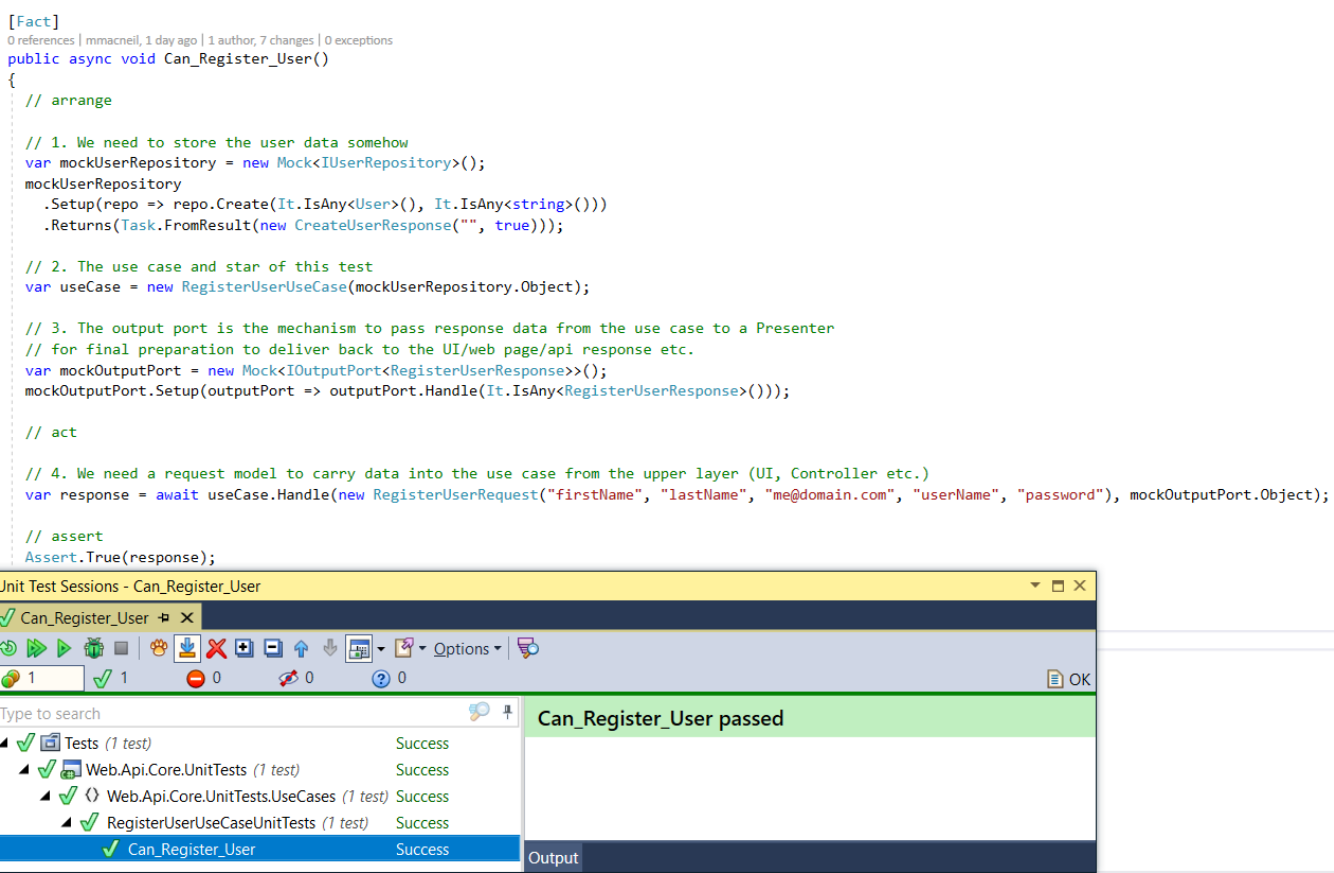 [Fact]
0 references | mmacneil, 1 day ago | 1 author, 7 changes | 0 exceptions
public async void Can_Register_User()
{
// arrange
// 1. We need to store the user data somehow
var mockUserRepository = new Mock<IUserRepository>();
mockUserRepository
.Setup(repo => repo.Create(It.IsAny<User>(), It.IsAny<string>()))
.Returns(Task.FromResult(new CreateUserResponse("", true)));
// 2. The use case and star of this test
var useCase = new RegisterUserUseCase(mockUserRepository.Object);
// 3. The output port is the mechanism to pass response data from the use case to a Presenter
// for final preparation to deliver back to the UI/web page/api response etc.
var mockOutputPort = new Mock<IOutputPort<RegisterUserResponse>>();
mockOutputPort.Setup(outputPort => outputPort.Handle(It.IsAny<RegisterUserResponse>()));
// act
// 4. We need a request model to carry data into the use case from the upper layer (UI, Controller etc.)
var response = await useCase.Handle(new RegisterUserRequest("firstName", "lastName", "me@domain.com", "userName", "password"), mockOutputPort.Object);
// assert
Assert.True(response);
Unit Test Sessions - Can_Register_User
Can_Register_User
Options
1 1 0 0 0 OK
Type to search
Can_Register_User passed
Tests (1 test) Success
Web.Api.Core.UnitTests (1 test) Success
Web.Api.Core.UnitTests.UseCases (1 test) Success
RegisterUserUseCaseUnitTests (1 test) Success
Can_Register_User Success
Output